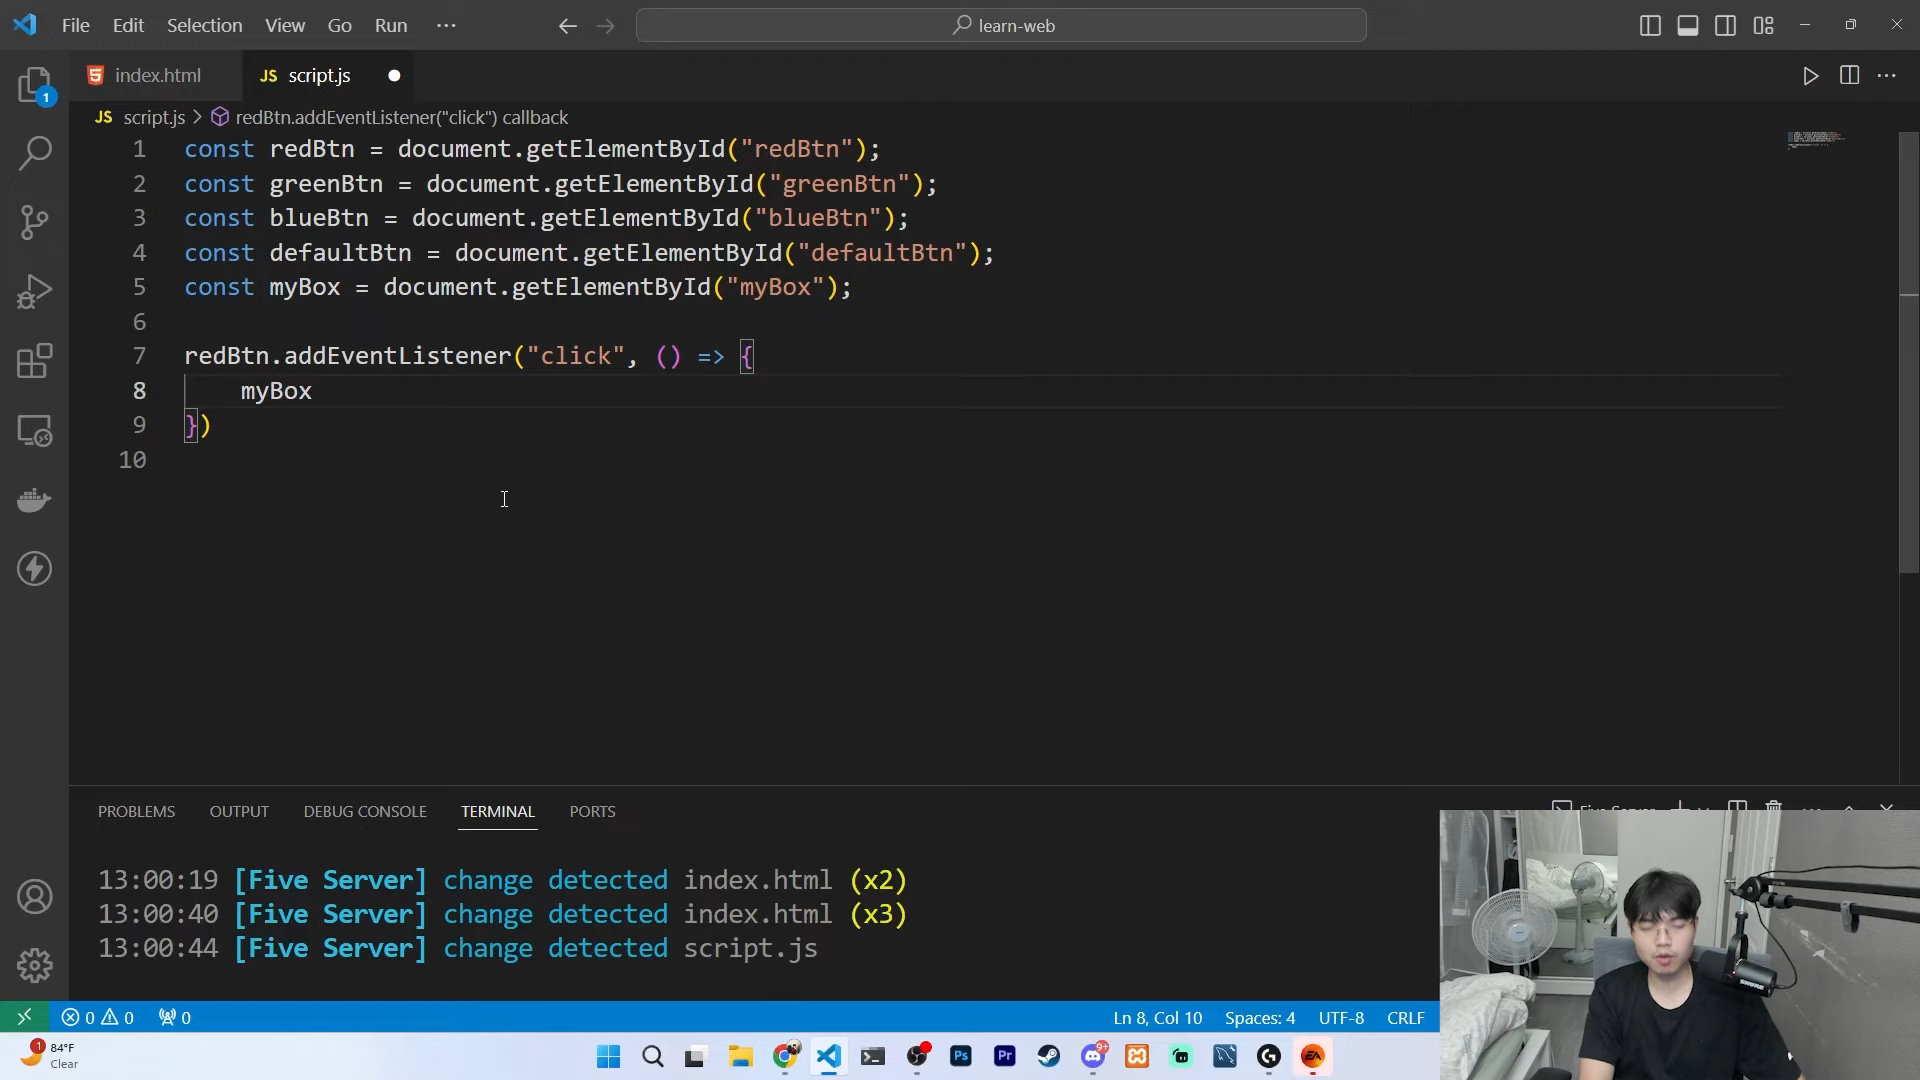 File Edit Selection View Go Run ··· learn-web
index.html JS script.js
JS script.js > redBtn.addEventListener("click") callback
1 const redBtn = document.getElementById("redBtn");
2 const greenBtn = document.getElementById("greenBtn");
3 const blueBtn = document.getElementById("blueBtn");
4 const defaultBtn = document.getElementById("defaultBtn");
5 const myBox = document.getElementById("myBox");
6
7 redBtn.addEventListener("click", () => {
8 myBox
9 })
10
PROBLEMS OUTPUT DEBUG CONSOLE TERMINAL PORTS
13:00:19 [Five Server] change detected index.html (x2)
13:00:40 [Five Server] change detected index.html (x3)
13:00:44 [Five Server] change detected script.js
0 0 0 Ln 8, Col 10 Spaces: 4 UTF-8 CRLF
1 84°F
Clear
Ps Pr 9+ EA